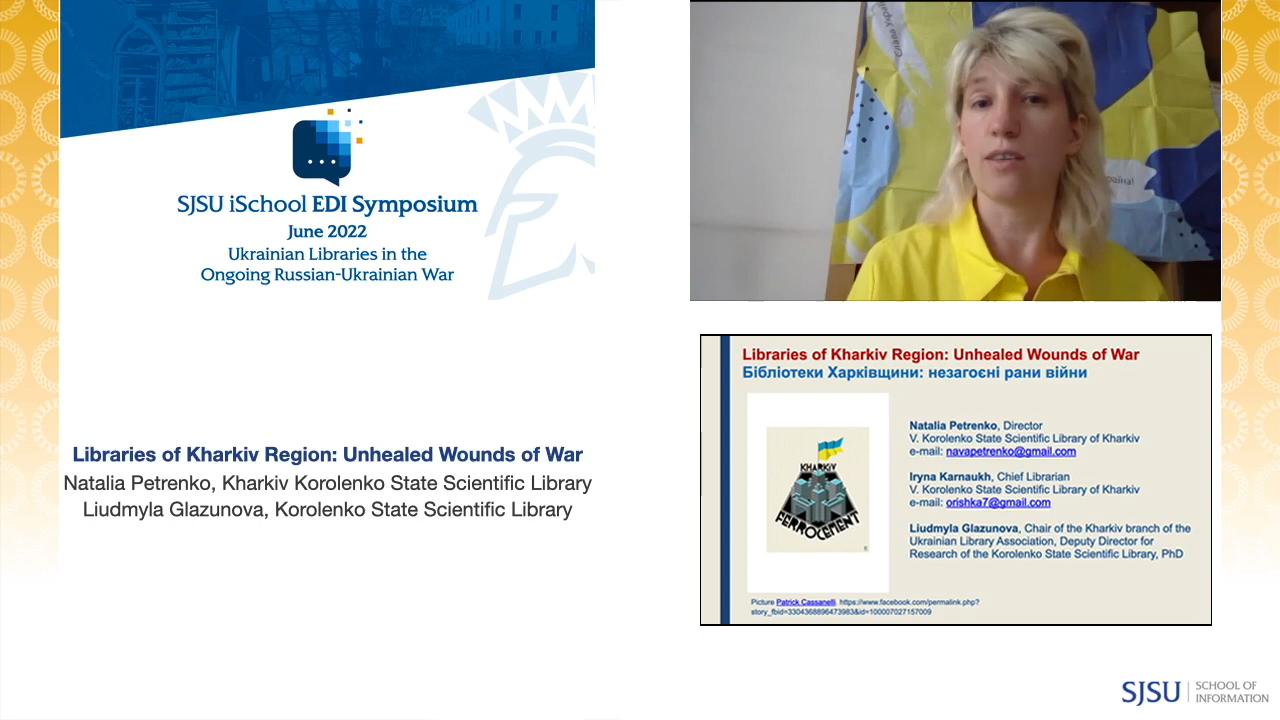 SJSU iSchool EDI Symposium
June 2022
Ukrainian Libraries in the
Ongoing Russian-Ukrainian War
Libraries of Kharkiv Region: Unhealed Wounds of War
Natalia Petrenko, Kharkiv Korolenko State Scientific Library
Liudmyla Glazunova, Korolenko State Scientific Library
Слава Україні
раїна!
Libraries of Kharkiv Region: Unhealed Wounds of War
Бібліотеки Харківщини: незагоєні рани війни
KHARKIV
FERROCEMENT
Natalia Petrenko, Director
V. Korolenko State Scientific Library of Kharkiv
e-mail: navapetrenko@gmail.com
Iryna Karnaukh, Chief Librarian
V. Korolenko State Scientific Library of Kharkiv
e-mail: orishka7@gmail.com
Liudmyla Glazunova, Chair of the Kharkiv branch of the
Ukrainian Library Association, Deputy Director for
Research of the Korolenko State Scientific Library, PhD
Picture Patrick Cassanelli. https://www.facebook.com/permalink.php?
story_fbid=3304368896473983&id=100007027157009
SJSU SCHOOL OF
INFORMATION